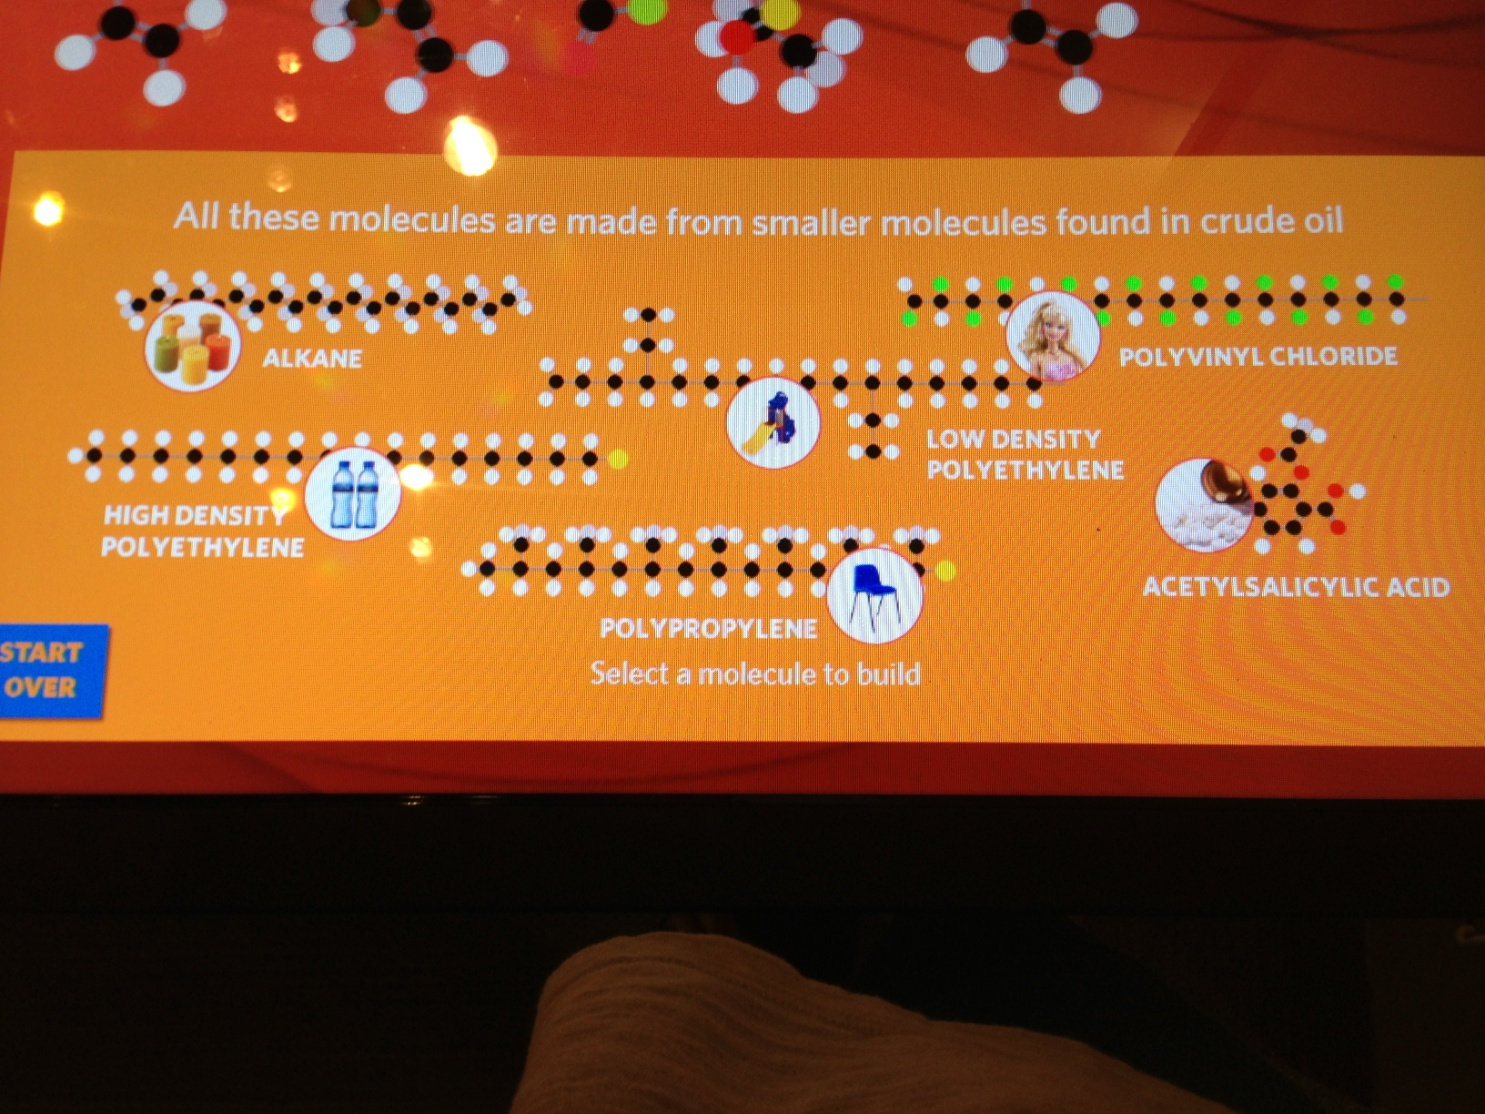 All these molecules are made from smaller molecules found in crude oil
ALKANE
POLYVINYL CHLORIDE
LOW DENSITY
POLYETHYLENE
HIGH DENSITY
POLYETHYLENE
ACETYLSALICYLIC ACID
POLYPROPYLENE
Select a molecule to build
START
OVER